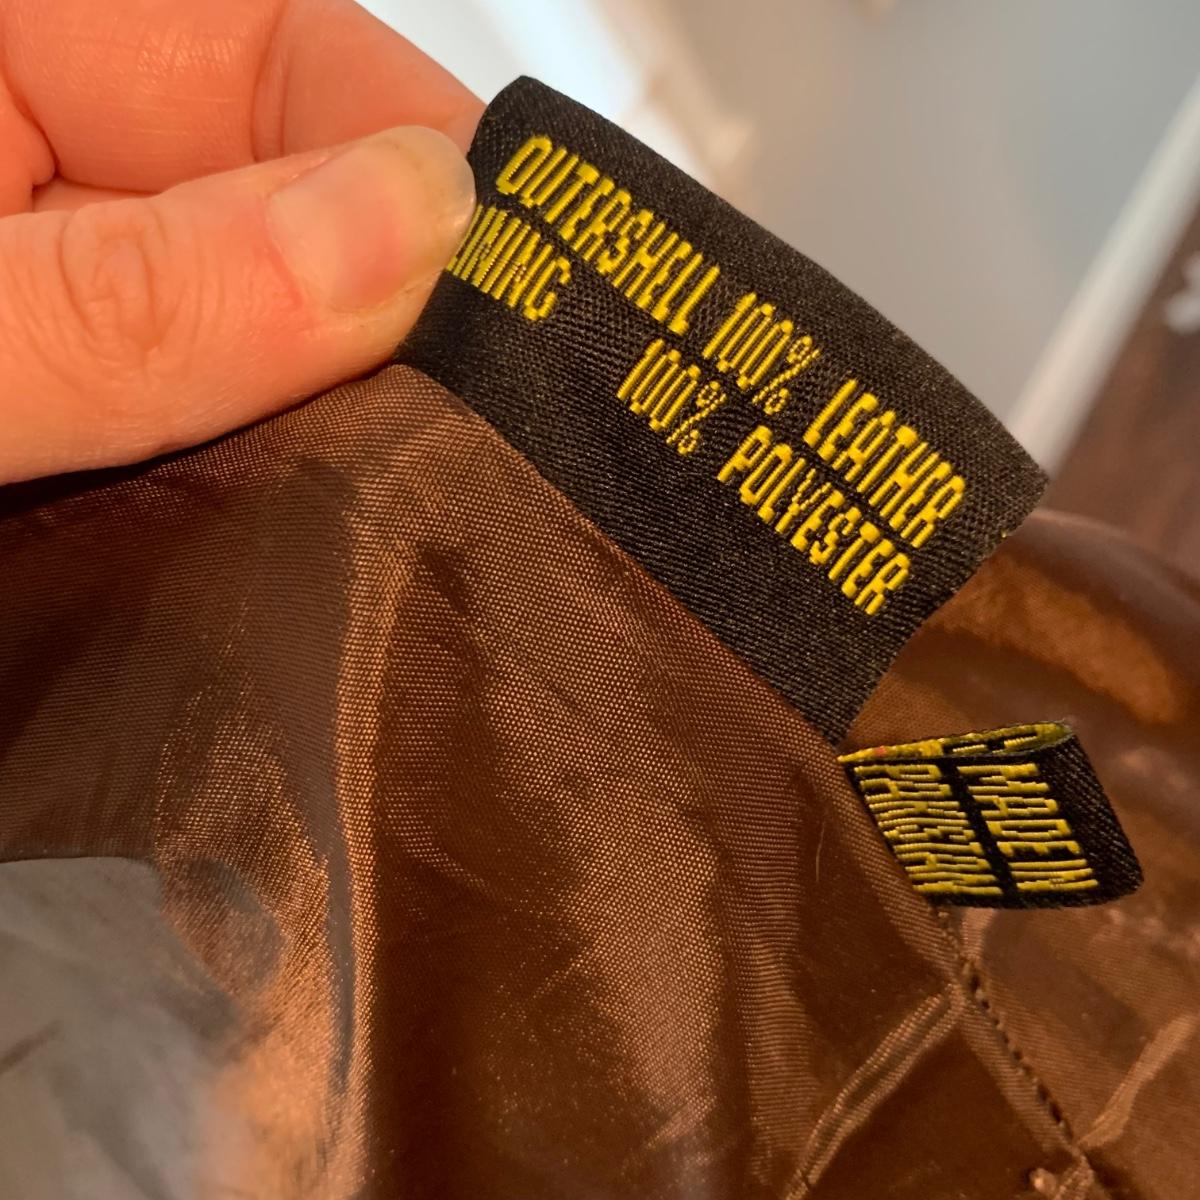 OUTERSHELL 100% LEATHER
LINING 100% POLYESTER
MADE IN
PAKISTAN